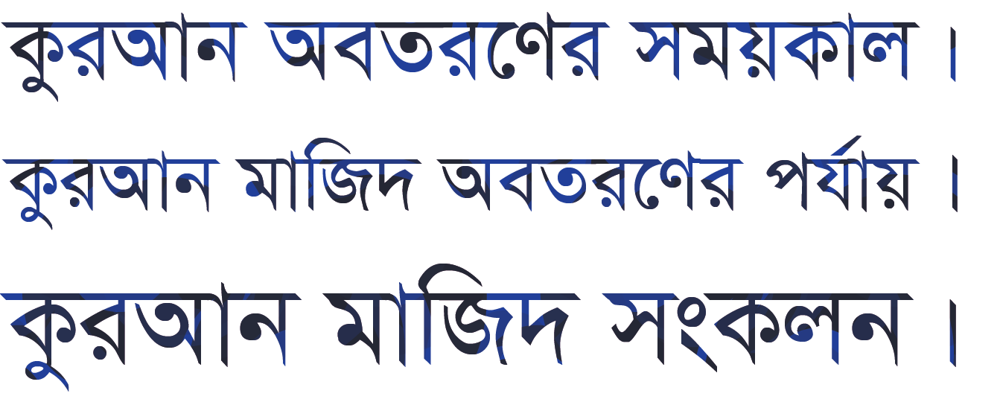 কুরআন অবতরণের সময়কাল ।
কুরআন মাজিদ অবতরণের পর্যায় ।
কুরআন মাজিদ সংকলন ।